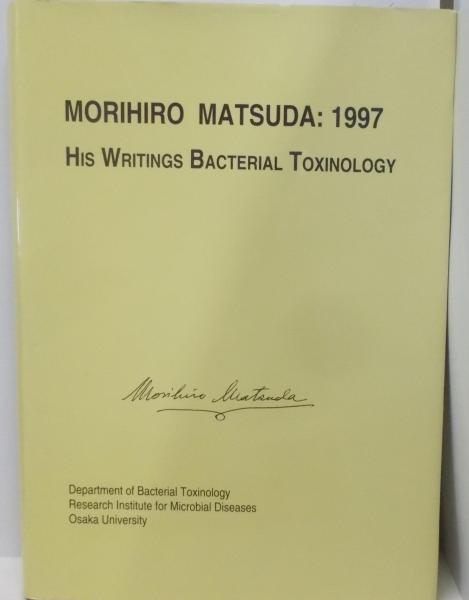 MORIHIRO MATSUDA: 1997
HIS WRITINGS BACTERIAL TOXINOLOGY
Morihiro Matsuda
Department of Bacterial Toxinology
Research Institute for Microbial Diseases
Osaka University